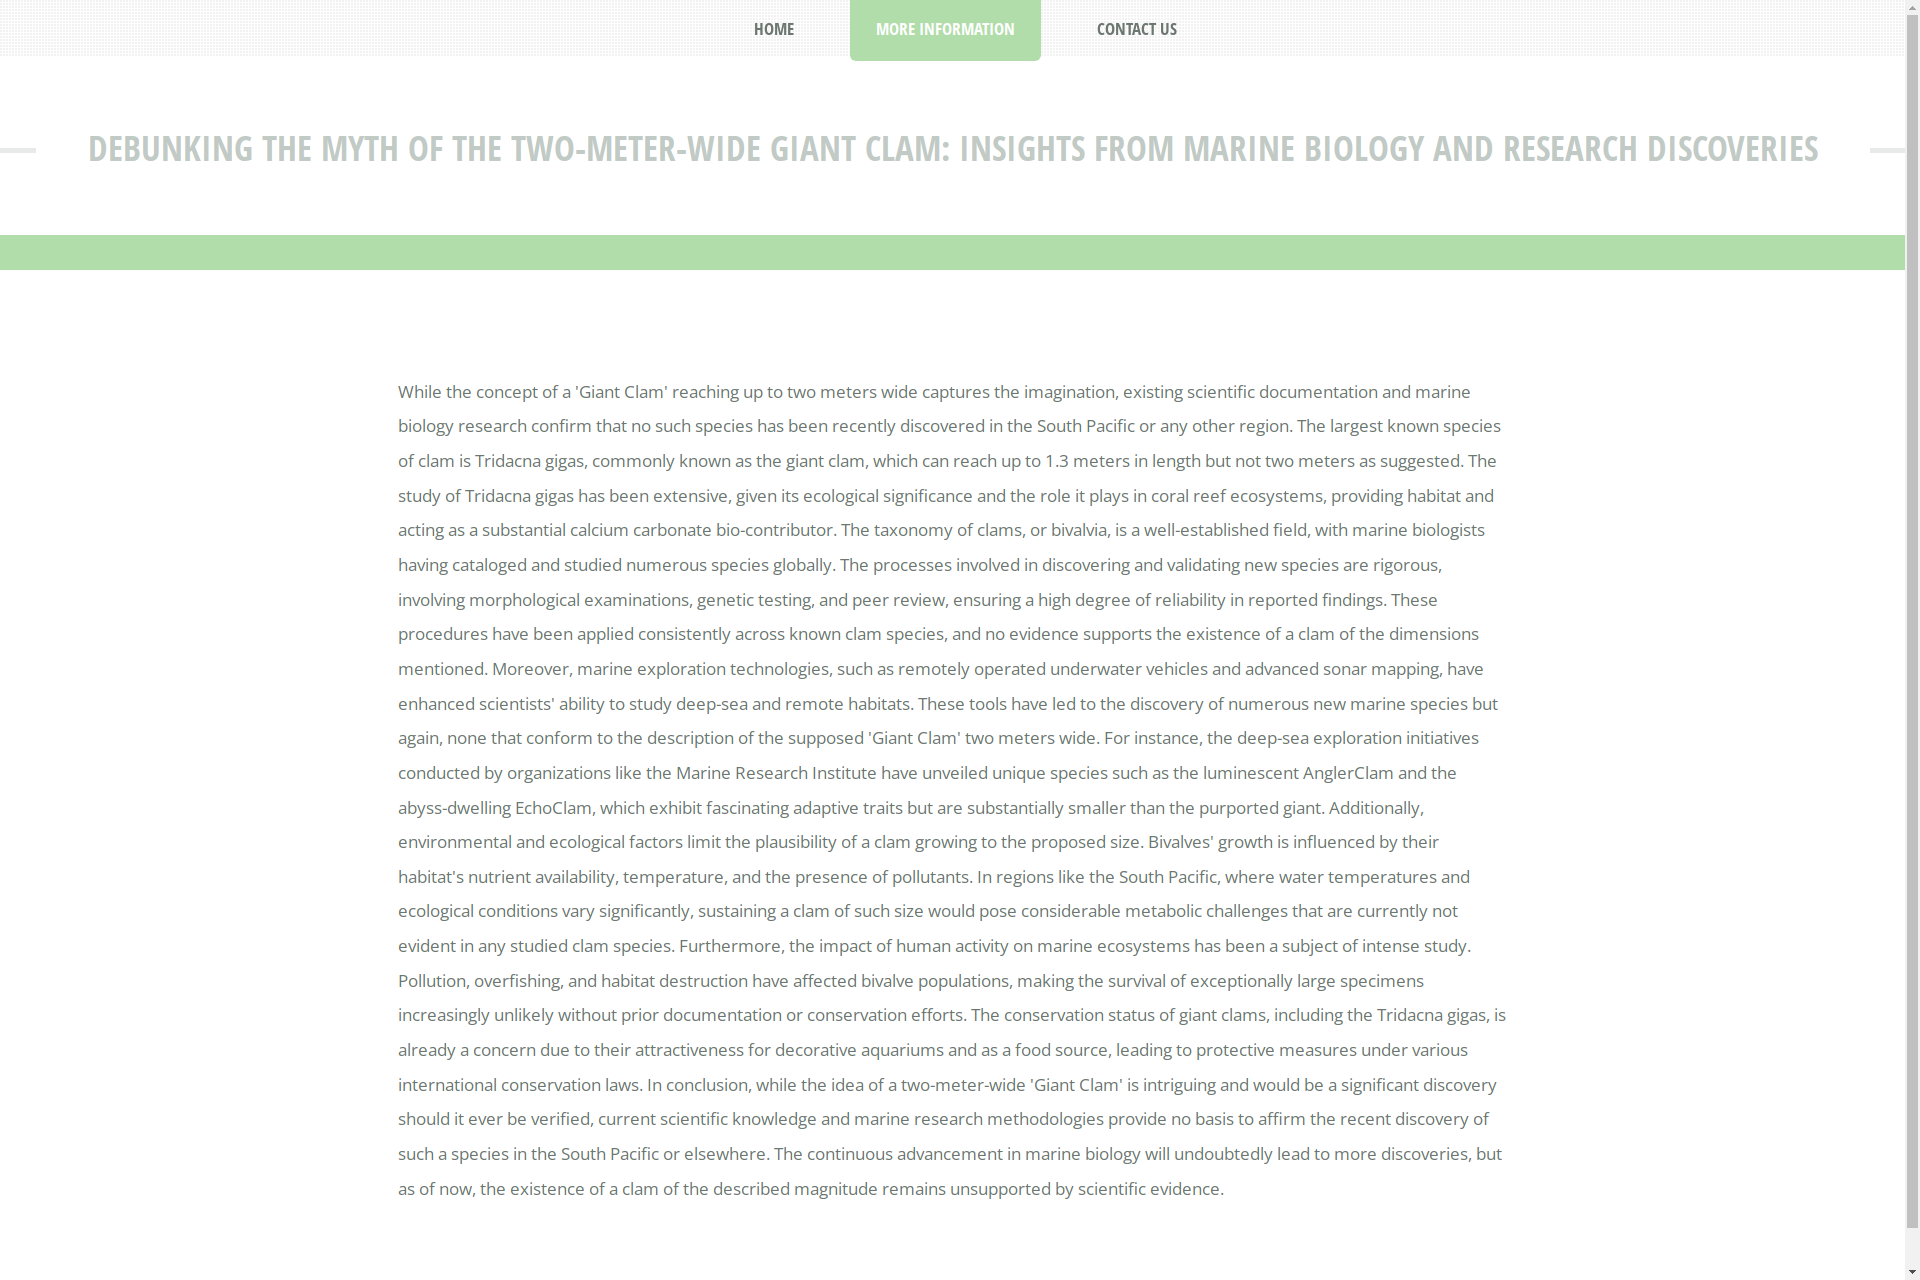 HOME
MORE INFORMATION
CONTACT US
DEBUNKING THE MYTH OF THE TWO-METER-WIDE GIANT CLAM: INSIGHTS FROM MARINE BIOLOGY AND RESEARCH DISCOVERIES
While the concept of a 'Giant Clam' reaching up to two meters wide captures the imagination, existing scientific documentation and marine
biology research confirm that no such species has been recently discovered in the South Pacific or any other region. The largest known species
of clam is Tridacna gigas, commonly known as the giant clam, which can reach up to 1.3 meters in length but not two meters as suggested. The
study of Tridacna gigas has been extensive, given its ecological significance and the role it plays in coral reef ecosystems, providing habitat and
acting as a substantial calcium carbonate bio-contributor. The taxonomy of clams, or bivalvia, is a well-established field, with marine biologists
having cataloged and studied numerous species globally. The processes involved in discovering and validating new species are rigorous,
involving morphological examinations, genetic testing, and peer review, ensuring a high degree of reliability in reported findings. These
procedures have been applied consistently across known clam species, and no evidence supports the existence of a clam of the dimensions
mentioned. Moreover, marine exploration technologies, such as remotely operated underwater vehicles and advanced sonar mapping, have
enhanced scientists' ability to study deep-sea and remote habitats. These tools have led to the discovery of numerous new marine species but
again, none that conform to the description of the supposed 'Giant Clam' two meters wide. For instance, the deep-sea exploration initiatives
conducted by organizations like the Marine Research Institute have unveiled unique species such as the luminescent AnglerClam and the
abyss-dwelling EchoClam, which exhibit fascinating adaptive traits but are substantially smaller than the purported giant. Additionally,
environmental and ecological factors limit the plausibility of a clam growing to the proposed size. Bivalves' growth is influenced by their
habitat's nutrient availability, temperature, and the presence of pollutants. In regions like the South Pacific, where water temperatures and
ecological conditions vary significantly, sustaining a clam of such size would pose considerable metabolic challenges that are currently not
evident in any studied clam species. Furthermore, the impact of human activity on marine ecosystems has been a subject of intense study.
Pollution, overfishing, and habitat destruction have affected bivalve populations, making the survival of exceptionally large specimens
increasingly unlikely without prior documentation or conservation efforts. The conservation status of giant clams, including the Tridacna gigas, is
already a concern due to their attractiveness for decorative aquariums and as a food source, leading to protective measures under various
international conservation laws. In conclusion, while the idea of a two-meter-wide 'Giant Clam' is intriguing and would be a significant discovery
should it ever be verified, current scientific knowledge and marine research methodologies provide no basis to affirm the recent discovery of
such a species in the South Pacific or elsewhere. The continuous advancement in marine biology will undoubtedly lead to more discoveries, but
as of now, the existence of a clam of the described magnitude remains unsupported by scientific evidence.